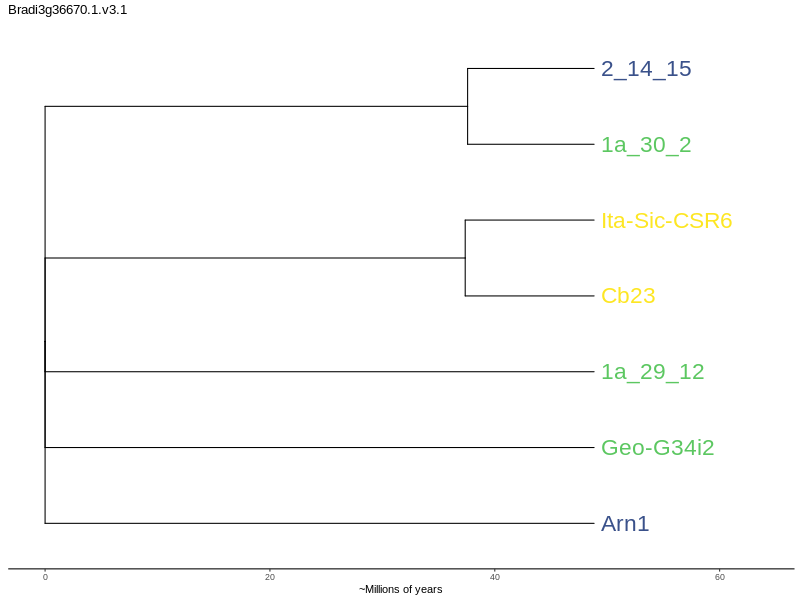 Bradi3g36670.1.v3.1
2_14_15
1a_30_2
Ita-Sic-CSR6
Cb23
1a_29_12
Geo-G34i2
Arn1
0 20 40 60
~Millions of years